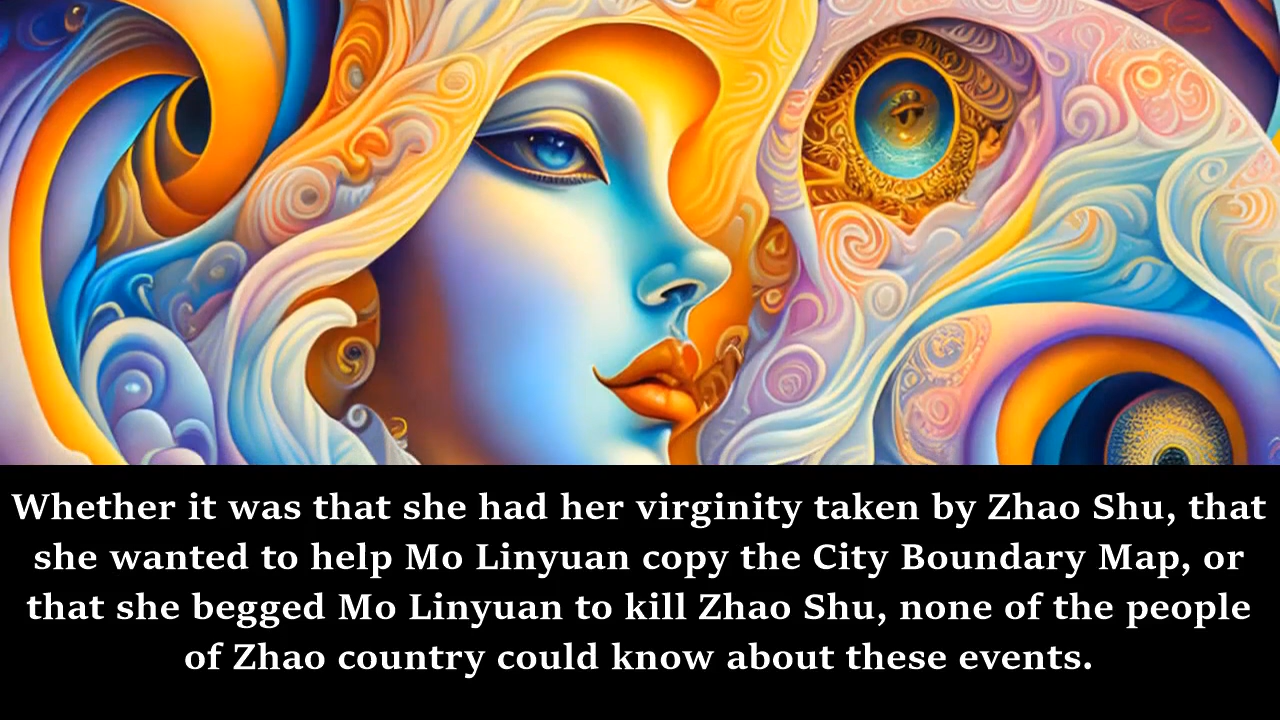 Whether it was that she had her virginity taken by Zhao Shu, that
she wanted to help Mo Linyuan copy the City Boundary Map, or
that she begged Mo Linyuan to kill Zhao Shu, none of the people
of Zhao country could know about these events.